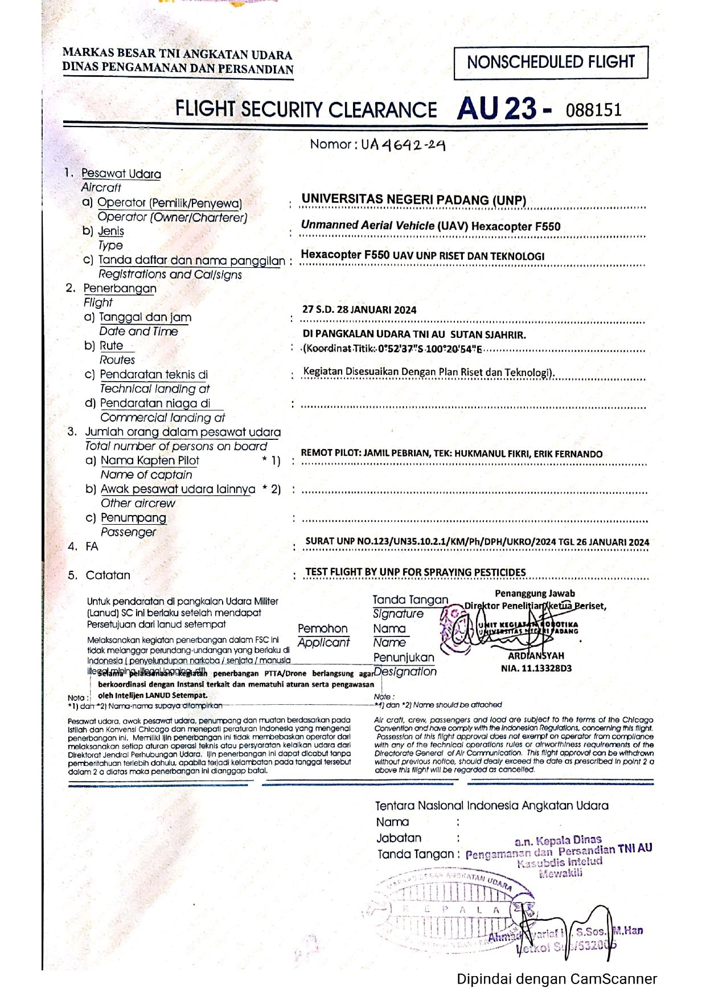 MARKAS BESAR TNI ANGKATAN UDARA
DINAS PENGAMANAN DAN PERSANDIAN
NONSCHEDULED FLIGHT
FLIGHT SECURITY CLEARANCE AU 23 - 088151
Nomor : UA 4642-24
1. Pesawat Udara
Aircraft
a) Operator (Pemilik/Penyewa) : UNIVERSITAS NEGERI PADANG (UNP)
Operator (Owner/Charterer)
b) Jenis : Unmanned Aerial Vehicle (UAV) Hexacopter F550
Type
c) Tanda daftar dan nama panggilan : Hexacopter F550 UAV UNP RISET DAN TEKNOLOGI
Registrations and Call/signs
2. Penerbangan
Flight
a) Tanggal dan jam : 27 S.D. 28 JANUARI 2024
Date and Time
DI PANGKALAN UDARA TNI AU SUTAN SJAHRIR.
b) Rute : (Koordinat Titik: 0°52'37"S 100°20'54"E
Routes
c) Pendaratan teknis di : Kegiatan Disesuaikan Dengan Plan Riset dan Teknologi).
Technical landing at
d) Pendaratan niaga di :
Commercial landing at
3. Jumlah orang dalam pesawat udara
Total number of persons on board
a) Nama Kapten Pilot * 1) : REMOT PILOT: JAMIL PEBRIAN, TEK: HUKMANUL FIKRI, ERIK FERNANDO
Name of captain
b) Awak pesawat udara lainnya * 2) :
Other aircrew
c) Penumpang :
Passenger
4. FA : SURAT UNP NO.123/UN35.10.2.1/KM/Ph/DPH/UKRO/2024 TGL 26 JANUARI 2024
5. Catatan : TEST FLIGHT BY UNP FOR SPRAYING PESTICIDES
Untuk pendaratan di pangkalan Udara Militer
(Lanud) SC ini berlaku setelah mendapat
Persetujuan dari lanud setempat
Melaksanakan kegiatan penerbangan dalam FSC ini
tidak melanggar perundang-undangan yang berlaku di
Indonesia ( penyelundupan narkoba / senjata / manusia
Selama pelaksanaan kegiatan penerbangan PTTA/Drone berlangsung agar
berkoordinasi dengan Instansi terkait dan mematuhi aturan serta pengawasan
oleh Intelijen LANUD Setempat.
Pemohon
Applicant
Tanda Tangan
Signature
Nama
Name
Penunjukan
Designation
Penanggung Jawab
Direktor Penelitian/ketua Periset,
UNIT KEGIATAN ROBOTIKA
UNIVERSITAS NEGERI PADANG
ARDIANSYAH
NIA. 11.13328D3
Nota :
*1) dan *2) Nama-nama supaya dilampirkan
Note :
*1) dan *2) Name should be attached
Pesawat udara, awak pesawat udara, penumpang dan muatan berdasarkan pada
istilah dan Konvensi Chicago dan menepati peraturan Indonesia yang mengenai
penerbangan ini. Memiliki ijin penerbangan ini tidak membebaskan operator dari
melaksanakan setiap aturan operasi teknis atau persyaratan kelaikan udara dari
Direktorat Jendral Perhubungan Udara. Ijin penerbangan ini dapat dicabut tanpa
pemberitahuan terlebih dahulu, apabila terjadi kelambatan pada tanggal tersebut
dalam 2 a diatas maka penerbangan ini dianggap batal.
Air craft, crew, passengers and load are subject to the terms of the Chicago
Convention and have comply with the Indonesian Regulations, concerning this flight.
Possession of this flight approval does not exempt on operator from compliance
with any of the technical operations rules or airworthiness requirements of the
Directorate General of Air Communication. This flight approval can be withdrawn
without previous notice, should dealy exceed the date as prescribed in point 2 a
above this flight will be regarded as cancelled.
Tentara Nasional Indonesia Angkatan Udara
Nama :
Jabatan :
Tanda Tangan :
a.n. Kepala Dinas
Pengamanan dan Persandian TNI AU
Kasubdis Intelud
Mewakili
KEPALA
Ahmad S.Sos., M.Han
Letkol
Dipindai dengan CamScanner